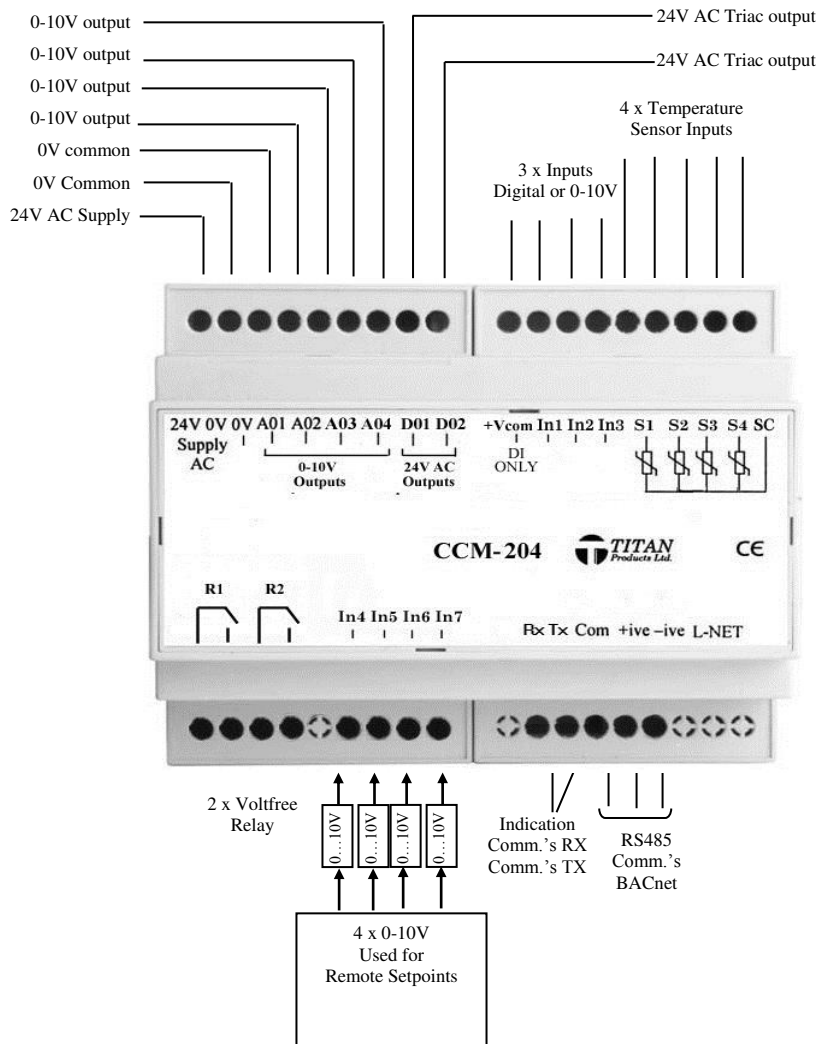 0-10V output
0-10V output
0-10V output
0-10V output
0V common
0V Common
24V AC Supply
24V AC Triac output
24V AC Triac output
4 x Temperature
Sensor Inputs
3 x Inputs
Digital or 0-10V
24V 0V 0V A01 A02 A03 A04 D01 D02
Supply
AC
0-10V
Outputs
24V AC
Outputs
+Vcom In1 In2 In3 S1 S2 S3 S4 SC
DI
ONLY
CCM-204
TITAN
Products Ltd.
CE
R1 R2
In4 In5 In6 In7
Rx Tx Com +ive -ive L-NET
2 x Voltfree
Relay
0...10V
0...10V
0...10V
0...10V
Indication
Comm.'s RX
Comm.'s TX
RS485
Comm.'s
BACnet
4 x 0-10V
Used for
Remote Setpoints